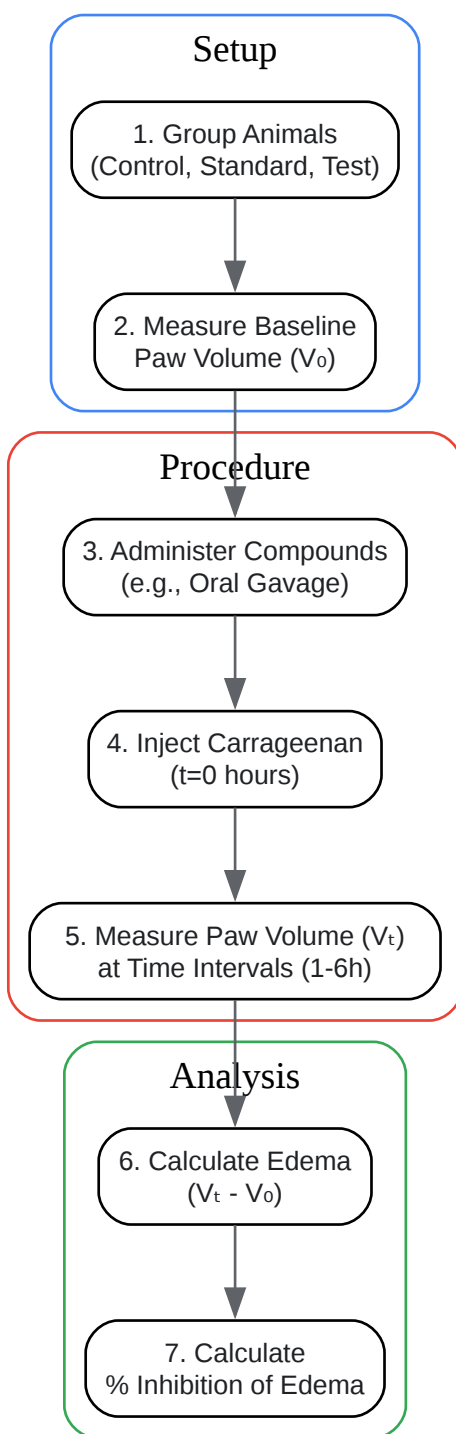 Setup
1. Group Animals
(Control, Standard, Test)
2. Measure Baseline
Paw Volume (V₀)
Procedure
3. Administer Compounds
(e.g., Oral Gavage)
4. Inject Carrageenan
(t=0 hours)
5. Measure Paw Volume (Vₜ)
at Time Intervals (1-6h)
Analysis
6. Calculate Edema
(Vₜ - V₀)
7. Calculate
% Inhibition of Edema